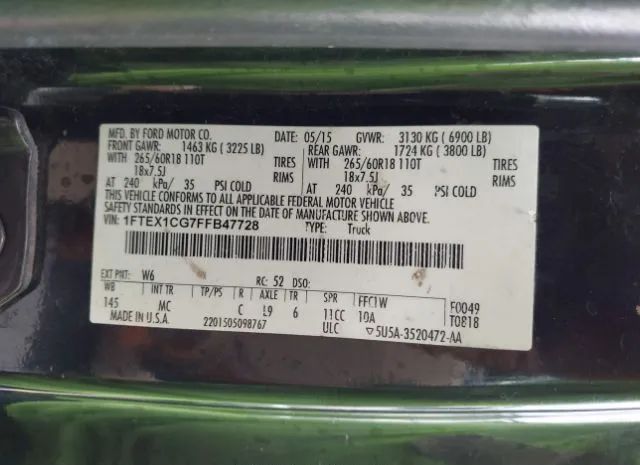 MFD. BY FORD MOTOR CO. DATE: 05/15 GVWR: 3130 KG ( 6900 LB)
FRONT GAWR: 1463 KG ( 3225 LB) REAR GAWR: 1724 KG ( 3800 LB)
WITH 265/60R18 110T TIRES WITH 265/60R18 110T TIRES
18x7.5J RIMS 18x7.5J RIMS
AT 240 kPa/ 35 PSI COLD AT 240 kPa/ 35 PSI COLD
THIS VEHICLE CONFORMS TO ALL APPLICABLE FEDERAL MOTOR VEHICLE
SAFETY STANDARDS IN EFFECT ON THE DATE OF MANUFACTURE SHOWN ABOVE.
VIN: 1FTEX1CG7FFB47728 TYPE: Truck
EXT PNT: W6 RC: 52 DSO:
WB INT TR TP/PS R AXLE TR SPR F0049
145 MC C L9 6 11CC 10A T0818
MADE IN U.S.A. 2201505098767 ULC ▽5U5A-3520472-AA